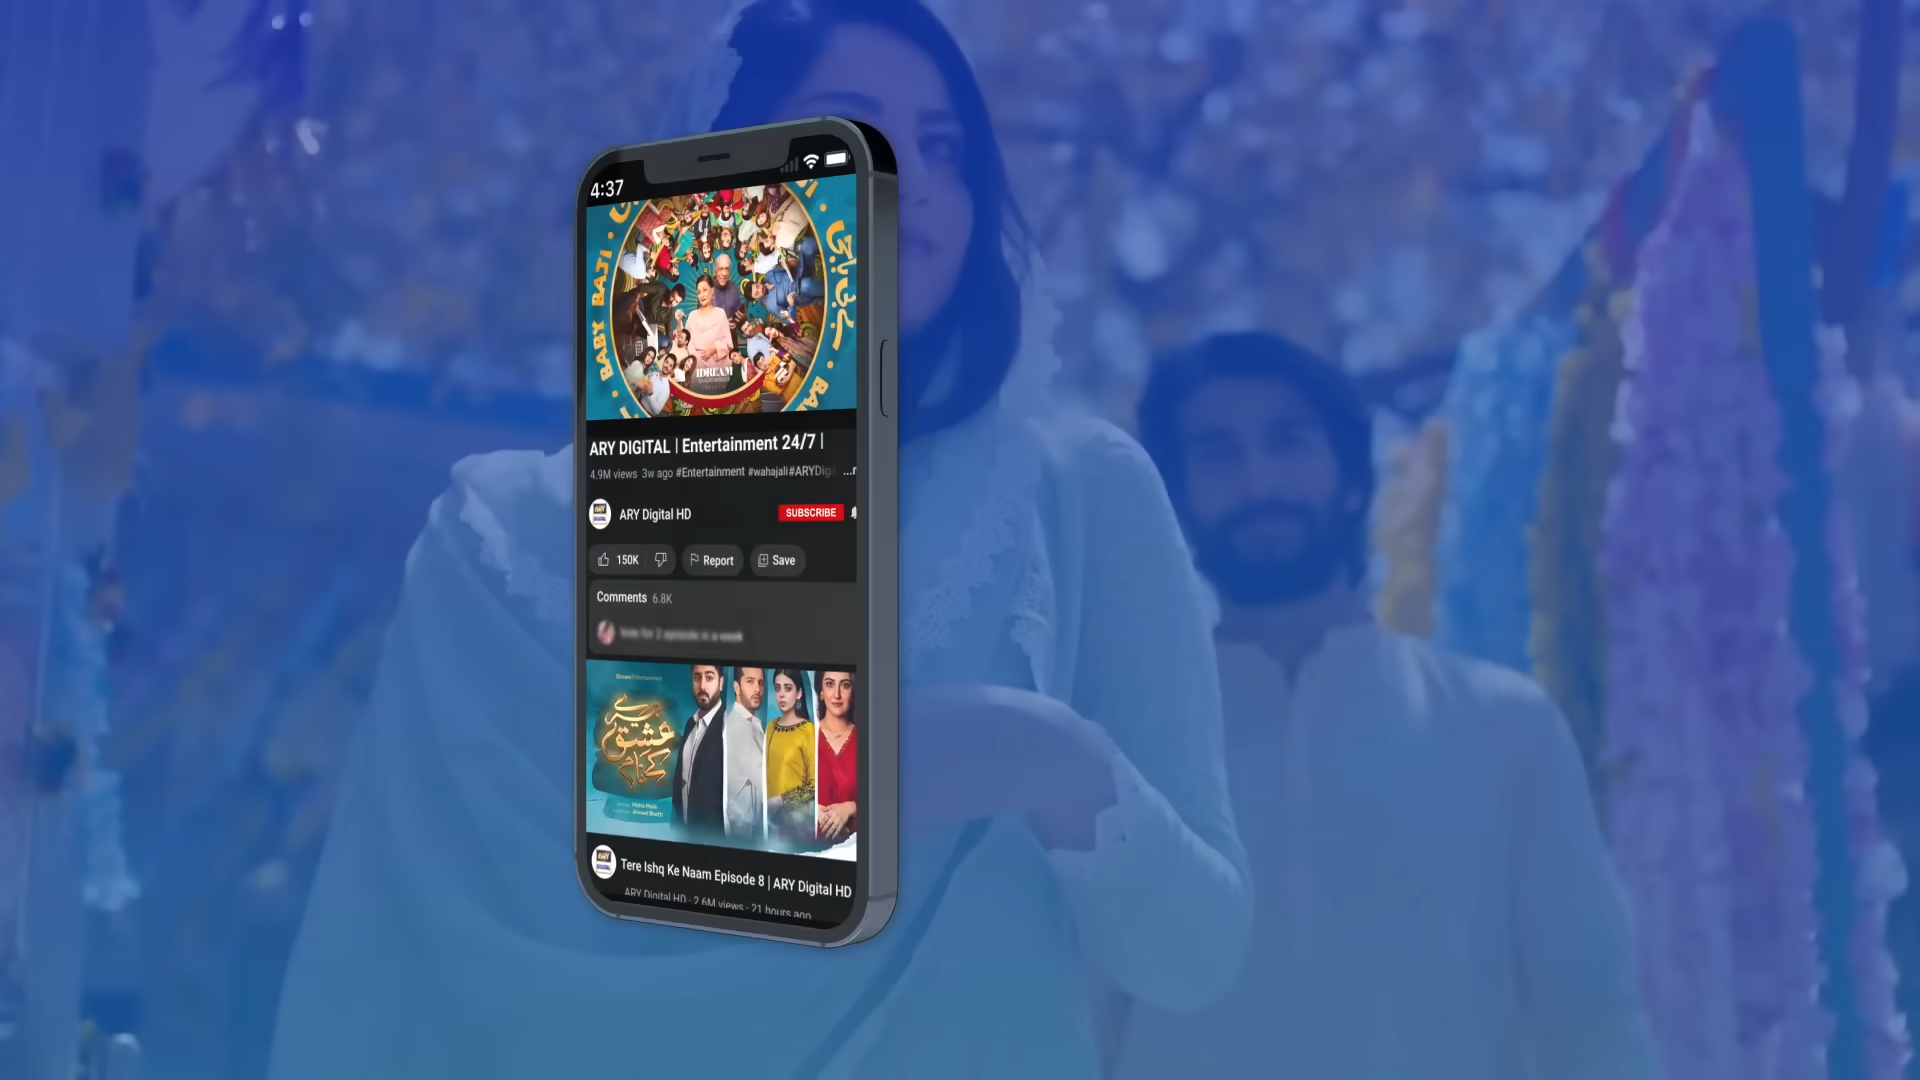 4:37
BABY BAJI
بے بی باجی
IDREAM
ENTERTAINMENT
ARY DIGITAL | Entertainment 24/7 |
4.9M views 3w ago #Entertainment #wahajali #ARYDig
ARY Digital HD SUBSCRIBE
150K Report Save
Comments 6.8K
تیرے عشق کے نام
Tere Ishq Ke Naam Episode 8 | ARY Digital HD
ARY Digital HD · 2.6M views · 21 hours ago